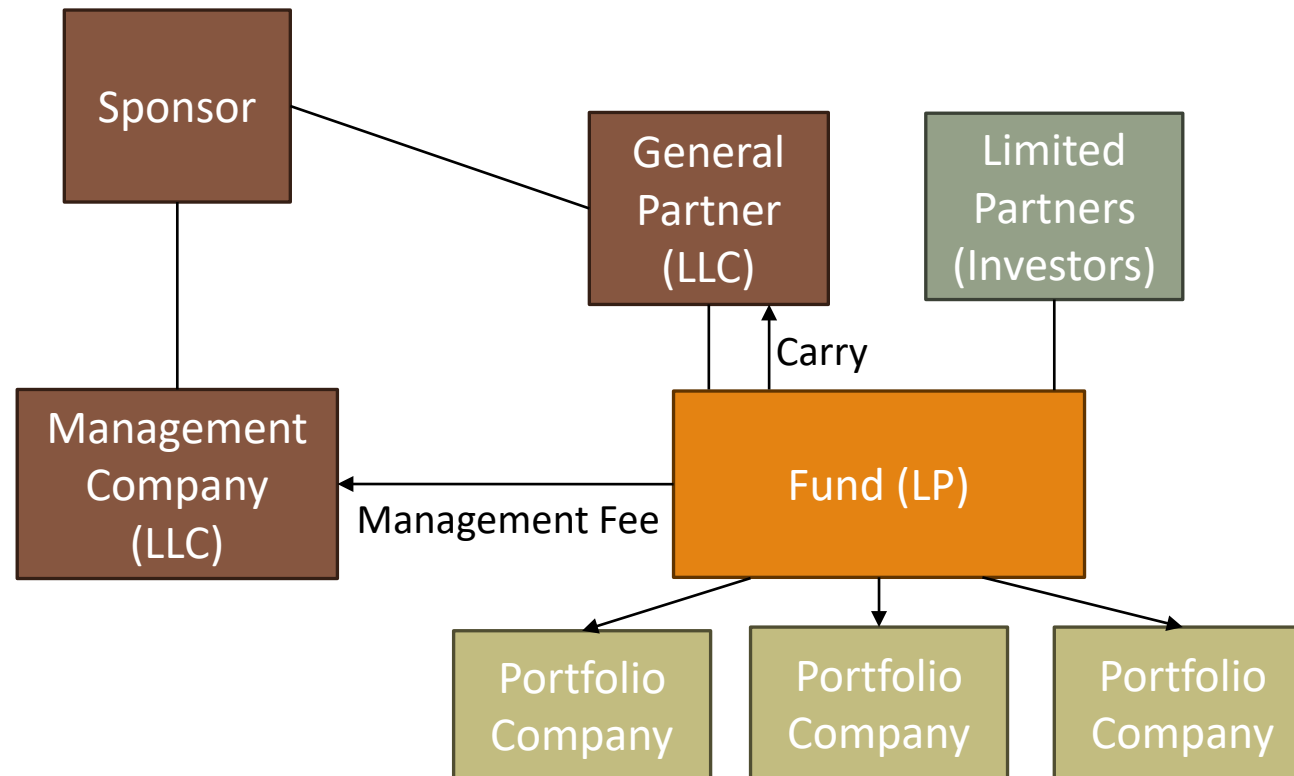 Sponsor
General
Partner
(LLC)
Limited
Partners
(Investors)
Carry
Management
Company
(LLC)
Management Fee
Fund (LP)
Portfolio
Company
Portfolio
Company
Portfolio
Company